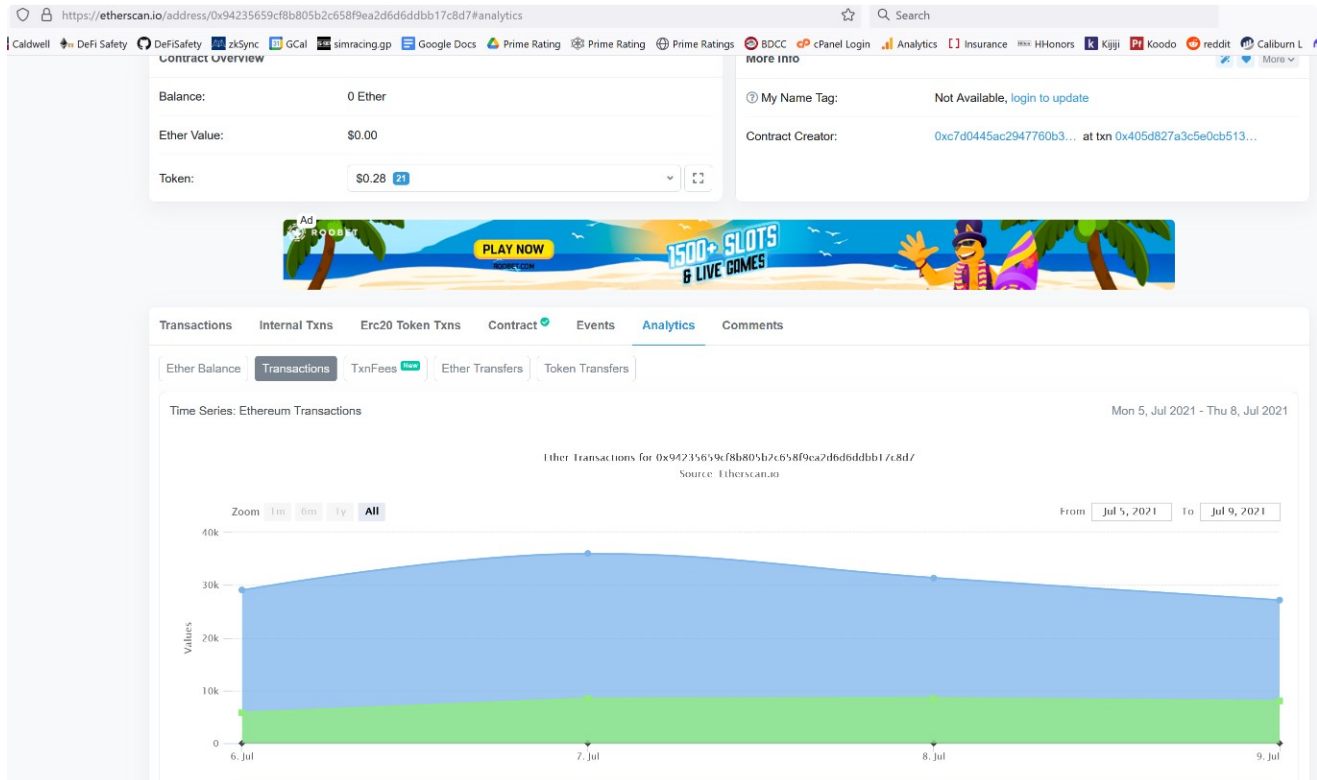 https://etherscan.io/address/0x94235659cf8b805b2c658f9ea2d6d6ddbb17c8d7#analytics
Search
Caldwell DeFi Safety DeFiSafety zkSync GCal simracing.gp Google Docs Prime Rating Prime Rating Prime Ratings BDCC cPanel Login Analytics Insurance HHonors Kijiji Koodo reddit Caliburn L
Contract Overview
More Info
More
Balance: 0 Ether
My Name Tag: Not Available, login to update
Ether Value: $0.00
Contract Creator: 0xc7d0445ac2947760b3... at txn 0x405d827a3c5e0cb513...
Token: $0.28 21
Ad
ROOBET
PLAY NOW
ROOBET.COM
1500+ SLOTS
& LIVE GAMES
Transactions Internal Txns Erc20 Token Txns Contract Events Analytics Comments
Ether Balance Transactions TxnFees New Ether Transfers Token Transfers
Time Series: Ethereum Transactions
Mon 5, Jul 2021 - Thu 8, Jul 2021
Ether Transactions for 0x94235659cf8b805b2c658f9ea2d6d6ddbb17c8d7
Source: Etherscan.io
Zoom 1m 6m 1y All
From Jul 5, 2021 To Jul 9, 2021
40k
30k
20k
10k
0
Values
6. Jul 7. Jul 8. Jul 9. Jul